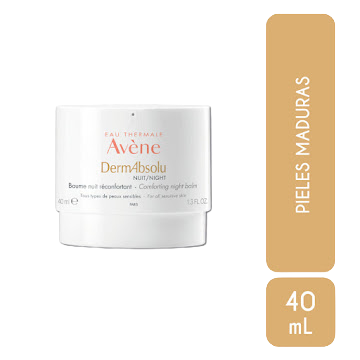 EAU THERMALE
Avène
DermAbsolu
NUIT/NIGHT
Baume nuit réconfortant - Comforting night balm
Tous types de peaux sensibles - For all sensitive skin
40 ml e 1.3 FL.OZ.
PIELES MADURAS
40
mL